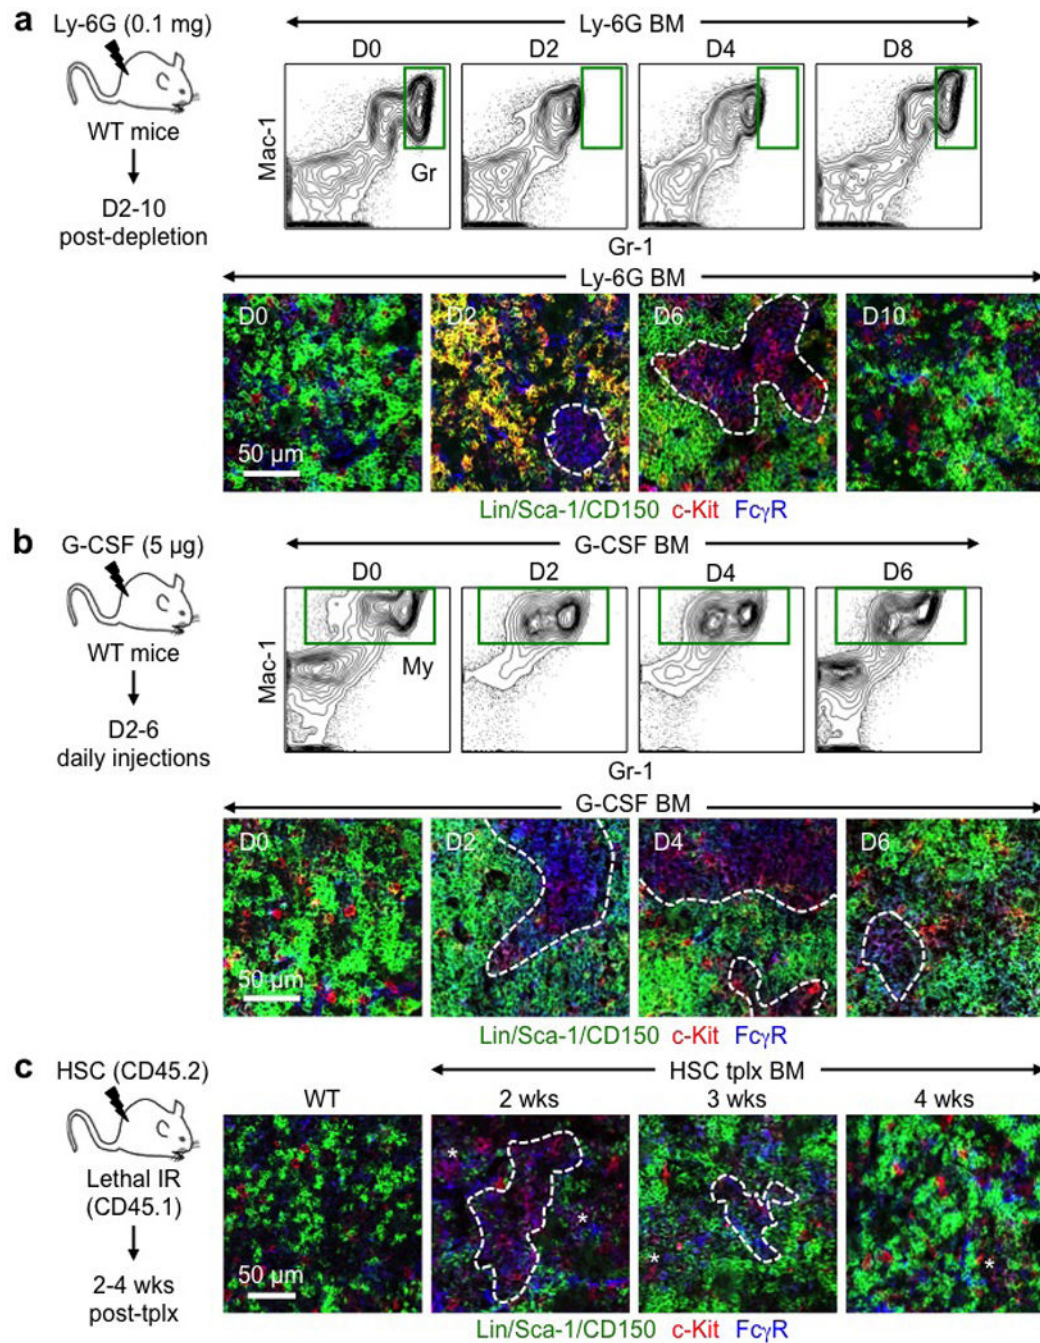 a
Ly-6G (0.1 mg)
WT mice
D2-10
post-depletion
Ly-6G BM
D0 D2 D4 D8
Mac-1
Gr
Gr-1
Ly-6G BM
D0 D2 D6 D10
50 µm
Lin/Sca-1/CD150 c-Kit FcγR
b
G-CSF (5 µg)
WT mice
D2-6
daily injections
G-CSF BM
D0 D2 D4 D6
Mac-1
My
Gr-1
G-CSF BM
D0 D2 D4 D6
50 µm
Lin/Sca-1/CD150 c-Kit FcγR
c
HSC (CD45.2)
Lethal IR
(CD45.1)
2-4 wks
post-tplx
HSC tplx BM
WT 2 wks 3 wks 4 wks
* * * *
50 µm
Lin/Sca-1/CD150 c-Kit FcγR